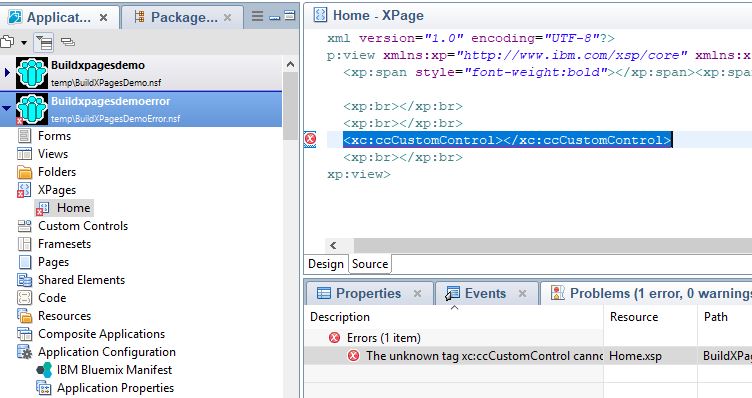 Applicat...
Package...
Buildxpagesdemo
temp\BuildXPagesDemo.nsf
Buildxpagesdemoerror
temp\BuildXPagesDemoError.nsf
Forms
Views
Folders
XPages
Home
Custom Controls
Framesets
Pages
Shared Elements
Code
Resources
Composite Applications
Application Configuration
IBM Bluemix Manifest
Application Properties
Home - XPage
xml version="1.0" encoding="UTF-8"?>
p:view xmlns:xp="http://www.ibm.com/xsp/core" xmlns:x
<xp:span style="font-weight:bold"></xp:span><xp:span
<xp:br></xp:br>
<xp:br></xp:br>
<xc:ccCustomControl></xc:ccCustomControl>
<xp:br></xp:br>
xp:view>
Design
Source
Properties
Events
Problems (1 error, 0 warnings
Description
Resource
Path
Errors (1 item)
The unknown tag xc:ccCustomControl canno
Home.xsp
BuildXPa